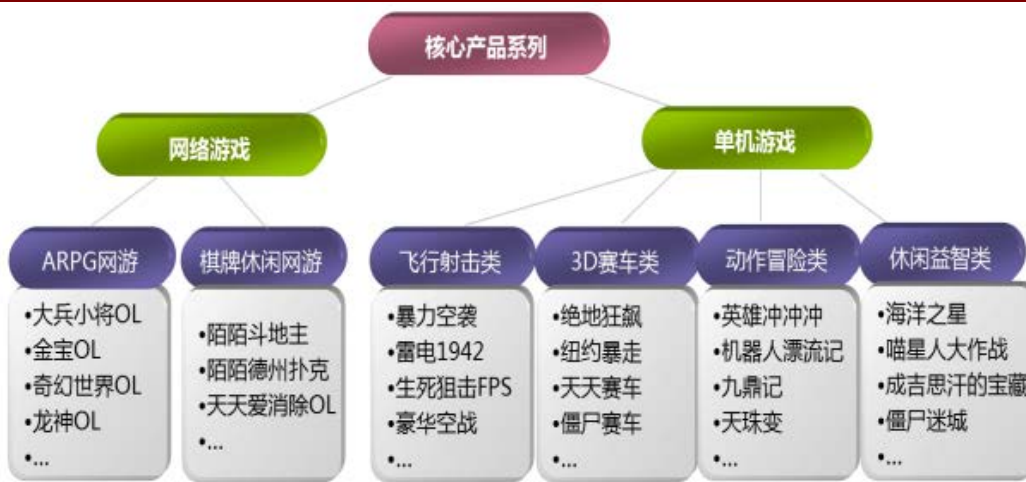 核心产品系列
网络游戏
单机游戏
ARPG网游
•大兵小将OL
•金宝OL
•奇幻世界OL
•龙神OL
•...
棋牌休闲网游
•陌陌斗地主
•陌陌德州扑克
•天天爱消除OL
•...
飞行射击类
•暴力空袭
•雷电1942
•生死狙击FPS
•豪华空战
•...
3D赛车类
•绝地狂飙
•纽约暴走
•天天赛车
•僵尸赛车
•...
动作冒险类
•英雄冲冲冲
•机器人漂流记
•九鼎记
•天珠变
•...
休闲益智类
•海洋之星
•喵星人大作战
•成吉思汗的宝藏
•僵尸迷城
•...